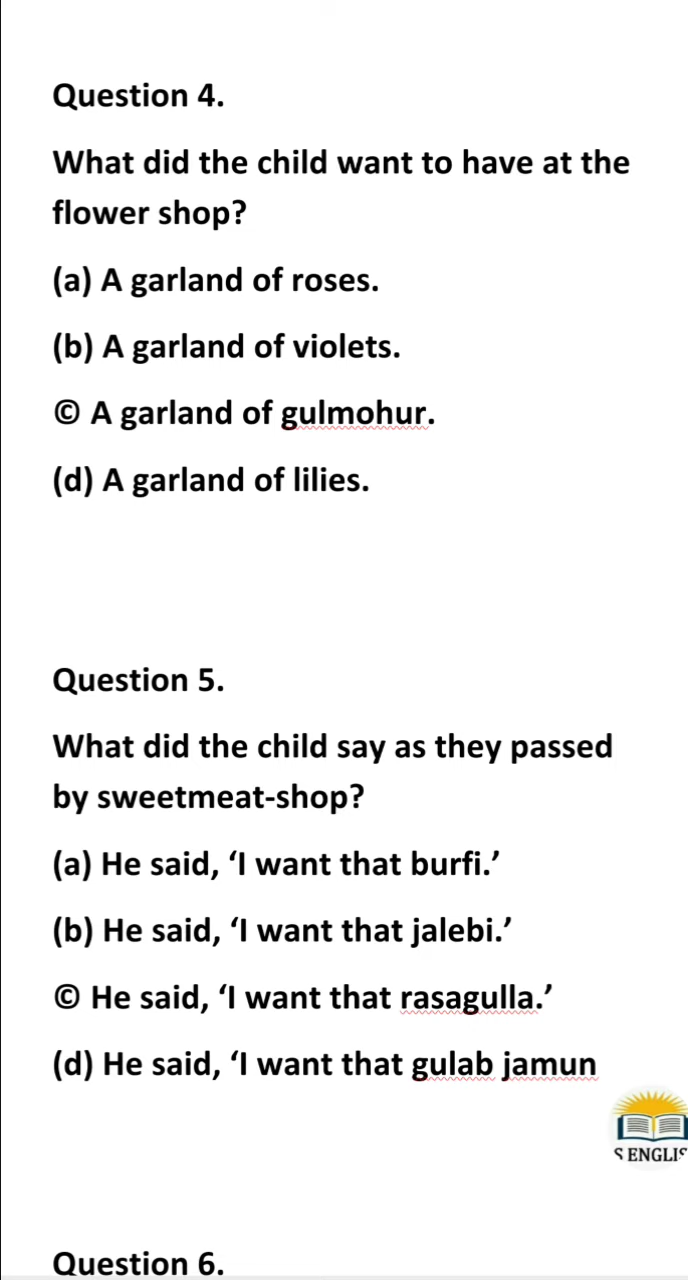 Question 4.
What did the child want to have at the
flower shop?
(a) A garland of roses.
(b) A garland of violets.
© A garland of gulmohur.
(d) A garland of lilies.
Question 5.
What did the child say as they passed
by sweetmeat-shop?
(a) He said, ‘I want that burfi.’
(b) He said, ‘I want that jalebi.’
© He said, ‘I want that rasagulla.’
(d) He said, ‘I want that gulab jamun
S ENGLIS
Question 6.